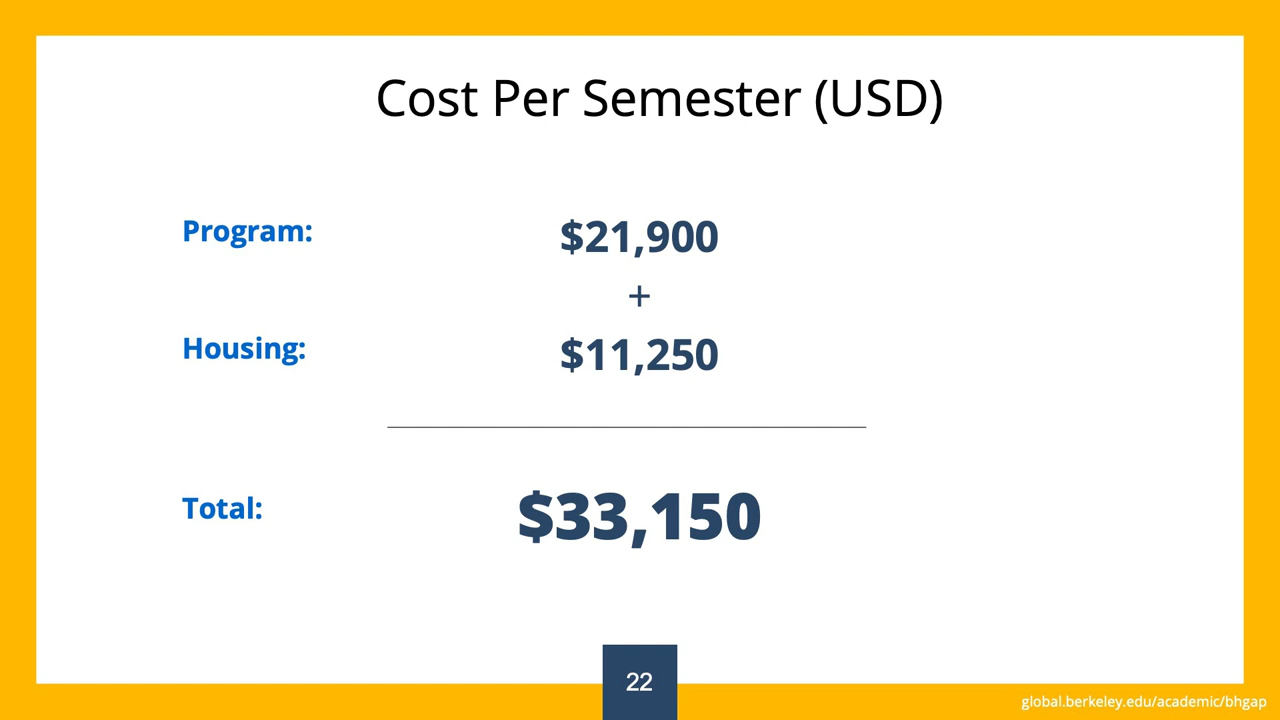 Cost Per Semester (USD)
Program: $21,900
+
Housing: $11,250
Total: $33,150
22
global.berkeley.edu/academic/bhgap